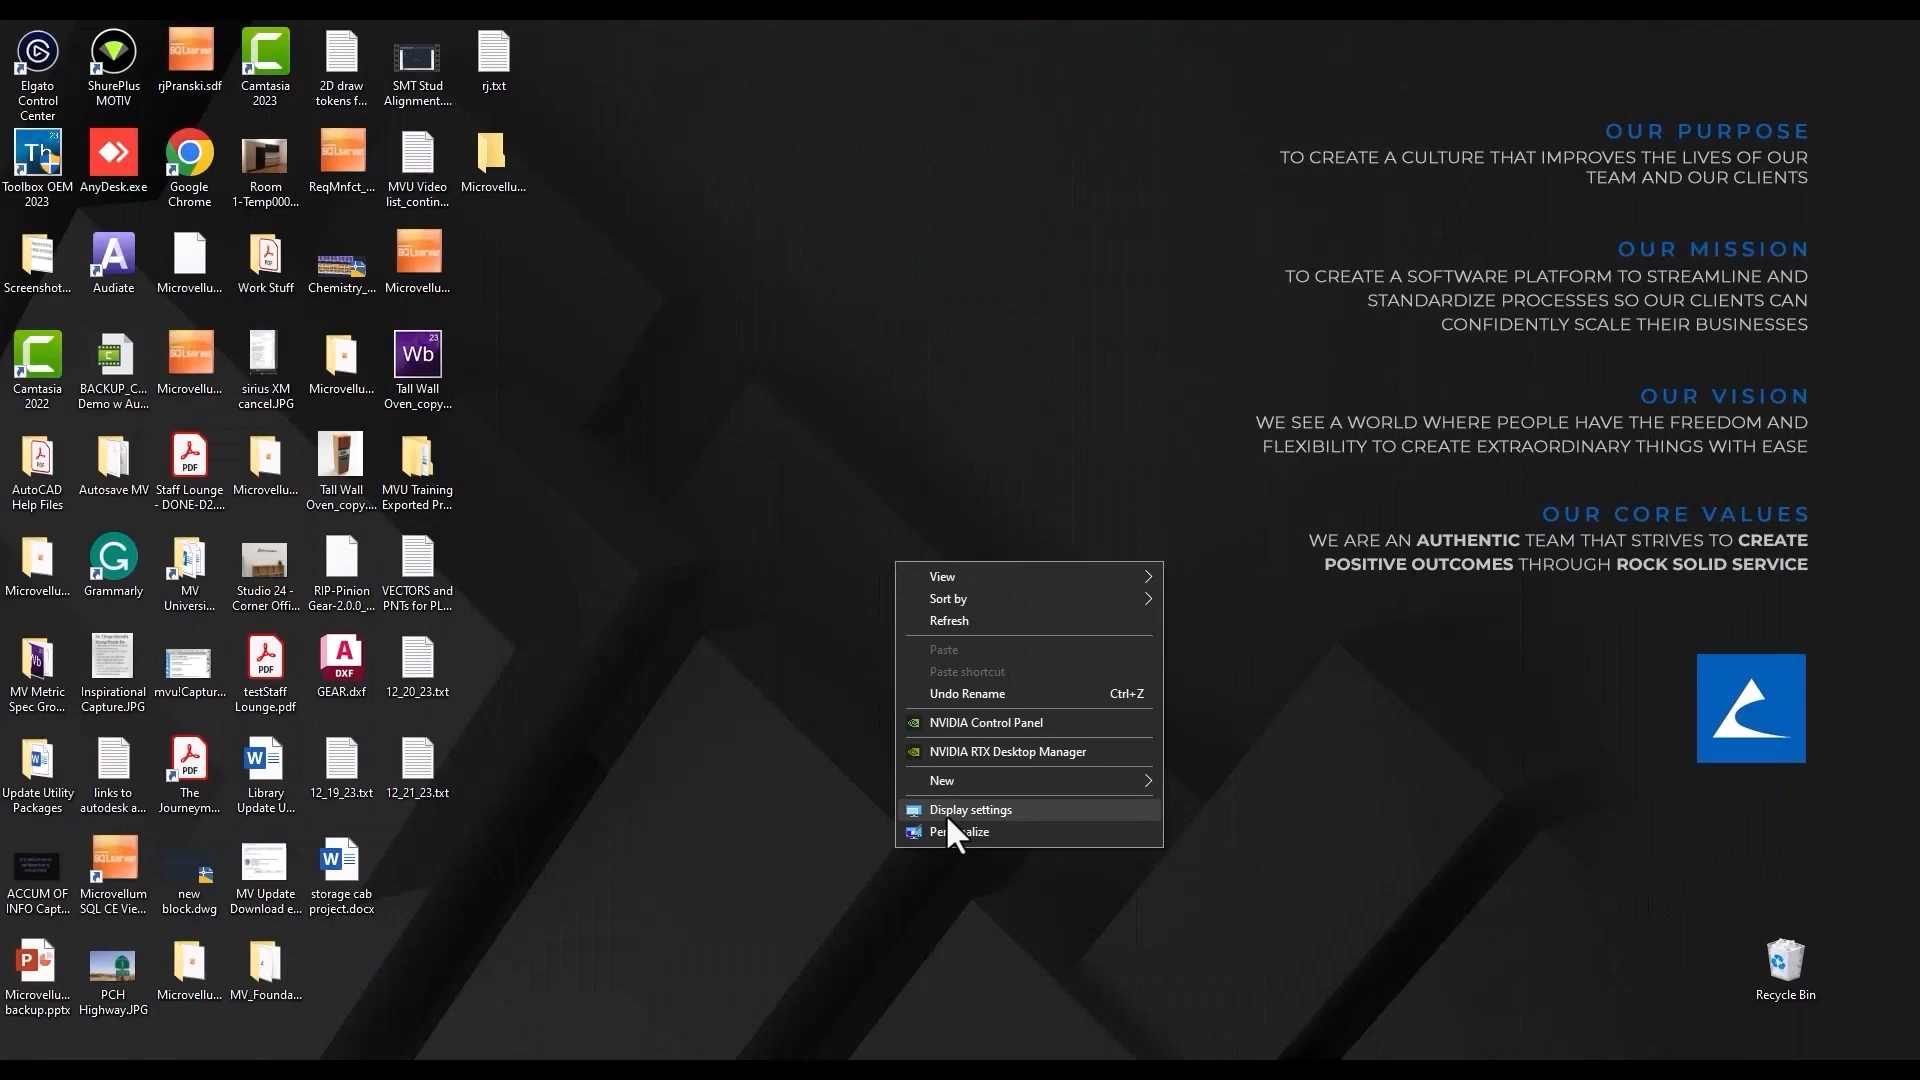 Elgato
Control
Center
ShurePlus
MOTIV
rjPranski.sdf
Camtasia
2023
2D draw
tokens f...
SMT Stud
Alignment....
rj.txt
Toolbox OEM
2023
AnyDesk.exe
Google
Chrome
Room
1-Temp000...
ReqMnfct_...
MVU Video
list_contin...
Microvellu...
Screenshot...
Audiate
Microvellu...
Work Stuff
Chemistry_...
Microvellu...
Camtasia
2022
BACKUP_C...
Demo w Au...
Microvellu...
sirius XM
cancel.JPG
Microvellu...
Tall Wall
Oven_copy...
AutoCAD
Help Files
Autosave MV
Staff Lounge
- DONE-D2....
Microvellu...
Tall Wall
Oven_copy....
MVU Training
Exported Pr...
Microvellu...
Grammarly
MV
Universi...
Studio 24 -
Corner Offi...
RIP-Pinion
Gear-2.0.0_...
VECTORS and
PNTs for PL...
MV Metric
Spec Gro...
Inspirational
Capture.JPG
mvu!Captur...
testStaff
Lounge.pdf
GEAR.dxf
12_20_23.txt
Update Utility
Packages
links to
autodesk a...
The
Journeym...
Library
Update U...
12_19_23.txt
12_21_23.txt
ACCUM OF
INFO Capt...
Microvellum
SQL CE Vie...
new
block.dwg
MV Update
Download e...
storage cab
project.docx
Microvellu...
backup.pptx
PCH
Highway.JPG
Microvellu...
MV_Founda...
OUR PURPOSE
TO CREATE A CULTURE THAT IMPROVES THE LIVES OF OUR
TEAM AND OUR CLIENTS
OUR MISSION
TO CREATE A SOFTWARE PLATFORM TO STREAMLINE AND
STANDARDIZE PROCESSES SO OUR CLIENTS CAN
CONFIDENTLY SCALE THEIR BUSINESSES
OUR VISION
WE SEE A WORLD WHERE PEOPLE HAVE THE FREEDOM AND
FLEXIBILITY TO CREATE EXTRAORDINARY THINGS WITH EASE
OUR CORE VALUES
WE ARE AN AUTHENTIC TEAM THAT STRIVES TO CREATE
POSITIVE OUTCOMES THROUGH ROCK SOLID SERVICE
View
Sort by
Refresh
Paste
Paste shortcut
Undo Rename Ctrl+Z
NVIDIA Control Panel
NVIDIA RTX Desktop Manager
New
Display settings
Recycle Bin